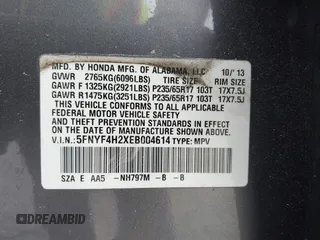 MFD. BY HONDA MFG. OF ALABAMA, LLC 10/'13
GVWR 2765KG(6096LBS) TIRE SIZE RIM SIZE
GAWR F 1325KG(2921LBS) P235/65R17 103T 17X7.5J
GAWR R1475KG(3251LBS) P235/65R17 103T 17X7.5J
THIS VEHICLE CONFORMS TO ALL APPLICABLE
FEDERAL MOTOR VEHICLE SAFETY AND THEFT
PREVENTION STANDARDS IN EFFECT ON THE DATE
OF MANUFACTURE SHOWN ABOVE.
V.I.N.: 5FNYF4H2XEB004614 TYPE: MPV
SZA E AA5 -NH797M -B -B
DREAMBID